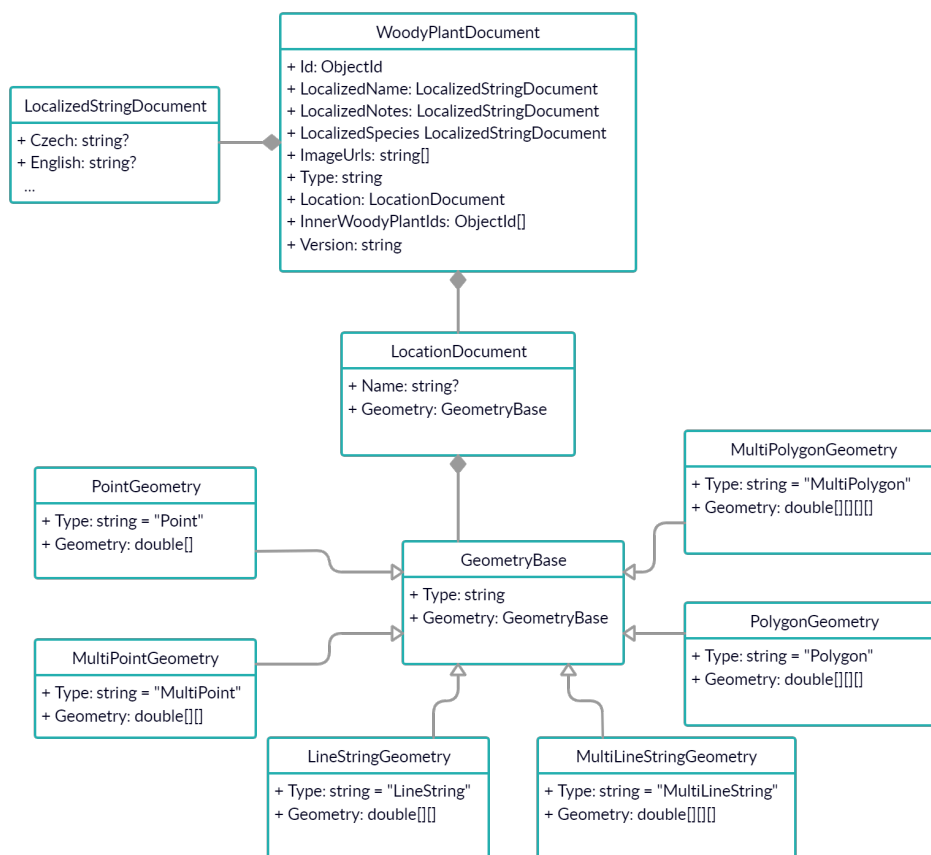 WoodyPlantDocument
+ Id: ObjectId
+ LocalizedName: LocalizedStringDocument
+ LocalizedNotes: LocalizedStringDocument
+ LocalizedSpecies LocalizedStringDocument
+ ImageUrls: string[]
+ Type: string
+ Location: LocationDocument
+ InnerWoodyPlantIds: ObjectId[]
+ Version: string
LocalizedStringDocument
+ Czech: string?
+ English: string?
...
LocationDocument
+ Name: string?
+ Geometry: GeometryBase
MultiPolygonGeometry
+ Type: string = "MultiPolygon"
+ Geometry: double[][][][]
PointGeometry
+ Type: string = "Point"
+ Geometry: double[]
GeometryBase
+ Type: string
+ Geometry: GeometryBase
PolygonGeometry
+ Type: string = "Polygon"
+ Geometry: double[][][]
MultiPointGeometry
+ Type: string = "MultiPoint"
+ Geometry: double[][]
LineStringGeometry
+ Type: string = "LineString"
+ Geometry: double[][]
MultiLineStringGeometry
+ Type: string = "MultiLineString"
+ Geometry: double[][][]